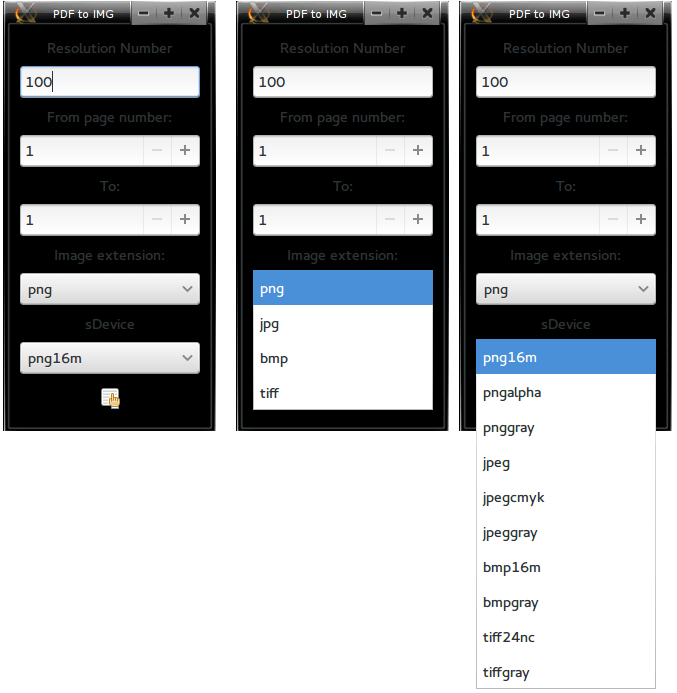 PDF to IMG
Resolution Number
100
From page number:
1
To:
1
Image extension:
png
sDevice
png16m
PDF to IMG
Resolution Number
100
From page number:
1
To:
1
Image extension:
png
jpg
bmp
tiff
PDF to IMG
Resolution Number
100
From page number:
1
To:
1
Image extension:
png
sDevice
png16m
pngalpha
pnggray
jpeg
jpegcmyk
jpeggray
bmp16m
bmpgray
tiff24nc
tiffgray